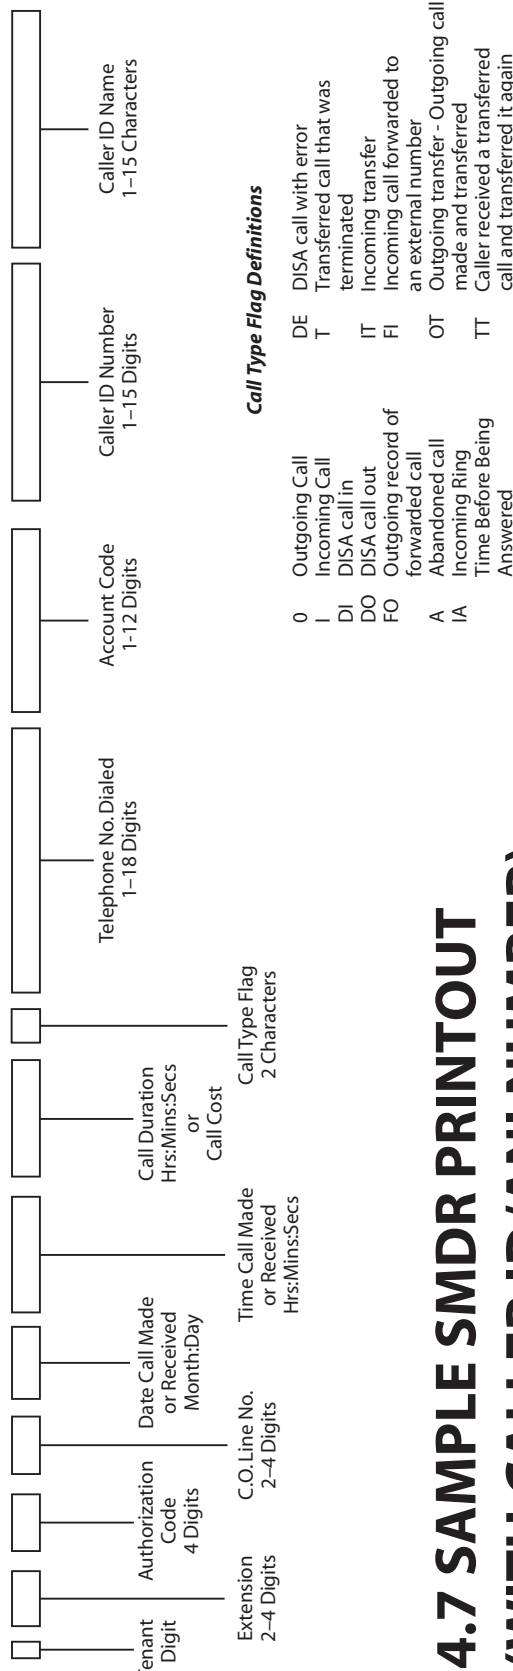 Tenant
Digit
Extension
2–4 Digits
Authorization
Code
4 Digits
C.O. Line No.
2–4 Digits
Date Call Made
or Received
Month:Day
Time Call Made
or Received
Hrs:Mins:Secs
Call Duration
Hrs:Mins:Secs
or
Call Cost
Call Type Flag
2 Characters
Telephone No. Dialed
1–18 Digits
Account Code
1-12 Digits
Caller ID Number
1–15 Digits
Caller ID Name
1–15 Characters
Call Type Flag Definitions
0 Outgoing Call
I Incoming Call
DI DISA call in
DO DISA call out
FO Outgoing record of
forwarded call
A Abandoned call
IA Incoming Ring
Time Before Being
Answered
DE DISA call with error
T Transferred call that was
terminated
IT Incoming transfer
FI Incoming call forwarded to
an external number
OT Outgoing transfer - Outgoing call
made and transferred
TT Caller received a transferred
call and transferred it again
4.7 SAMPLE SMDR PRINTOUT
(WITH CALLER ID/ANI NUMBER)